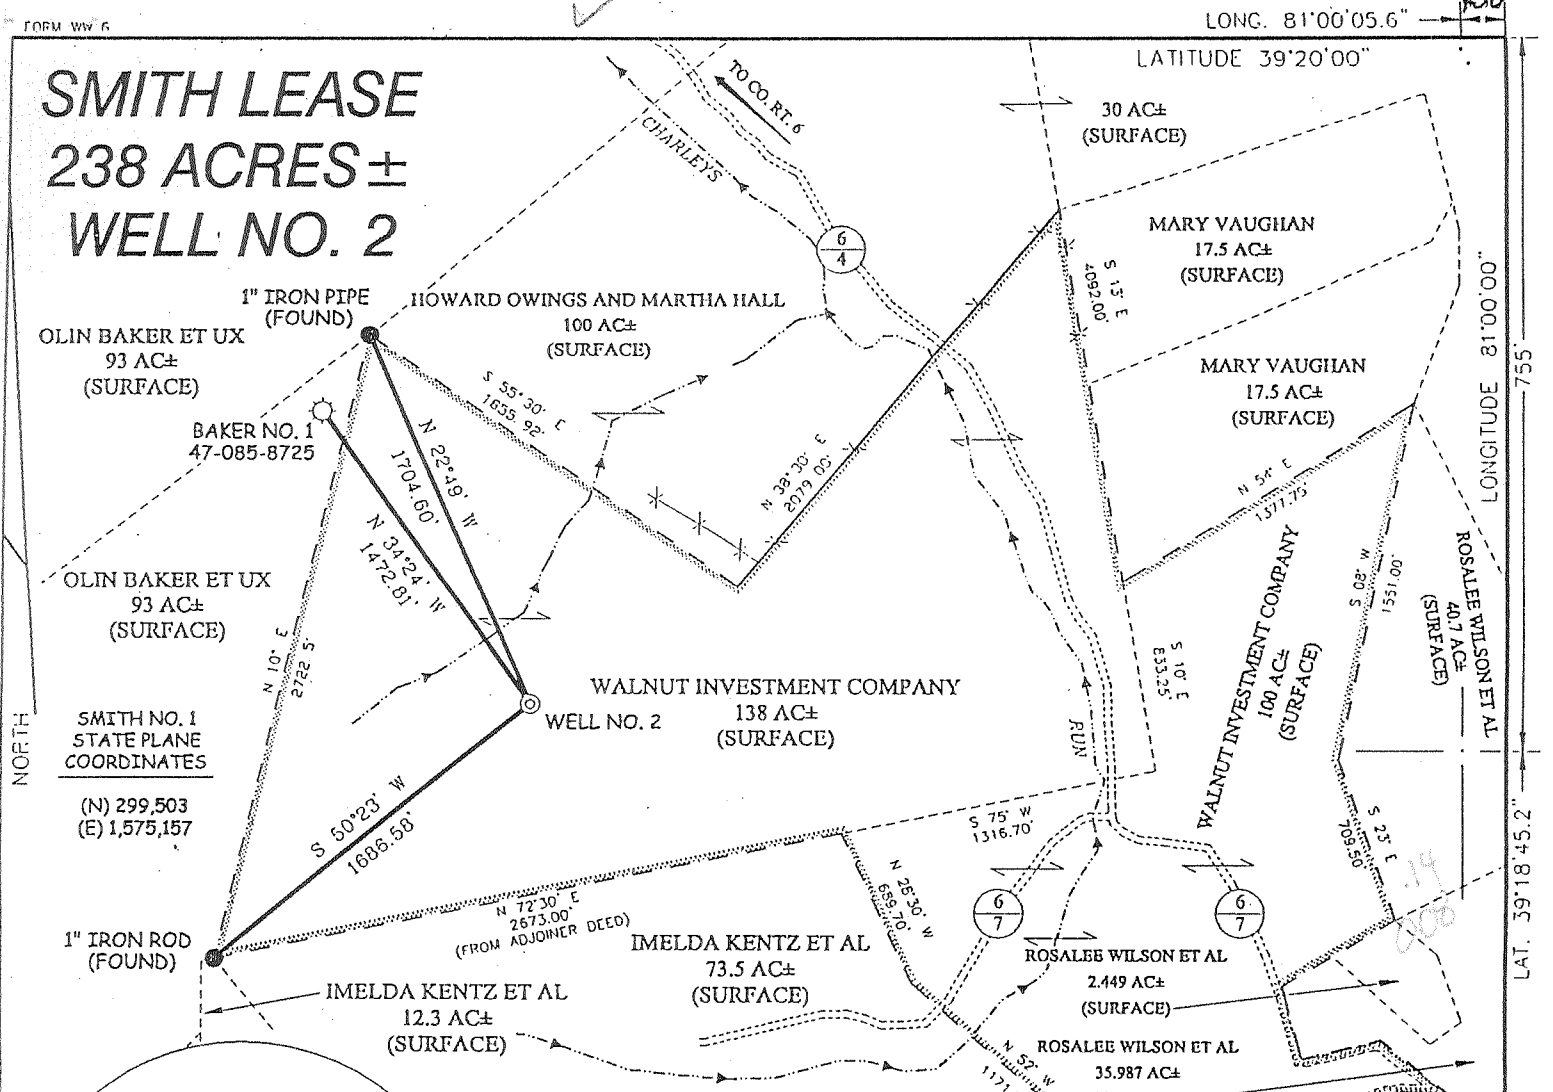 FORM WW-6
LONG. 81°00'05.6"
LATITUDE 39°20'00"
SMITH LEASE
238 ACRES ±
WELL NO. 2
TO CO. RT. 6
CHARLEYS
30 AC±
(SURFACE)
6
4
MARY VAUGHAN
17.5 AC±
(SURFACE)
S 13° E
4092.00'
1" IRON PIPE
(FOUND)
HOWARD OWINGS AND MARTHA HALL
100 AC±
(SURFACE)
OLIN BAKER ET UX
93 AC±
(SURFACE)
LONGITUDE 81°00'00"
755'
MARY VAUGHAN
17.5 AC±
(SURFACE)
S 55°30' E
1655.92'
BAKER NO. 1
47-085-8725
N 22°49' W
1704.60'
N 38°30' E
2079.00'
N 54° E
1377.75'
N 34°24' W
1472.81'
OLIN BAKER ET UX
93 AC±
(SURFACE)
N 10° E
2722.5'
S 08° W
1551.00'
ROSALEE WILSON ET AL
40.7 AC±
(SURFACE)
WALNUT INVESTMENT COMPANY
100 AC±
(SURFACE)
S 10° E
833.25'
WALNUT INVESTMENT COMPANY
138 AC±
(SURFACE)
WELL NO. 2
RUN
NORTH
SMITH NO. 1
STATE PLANE
COORDINATES
(N) 299,503
(E) 1,575,157
S 50°23' W
1686.58'
S 75° W
1316.70'
S 23° E
709.50'
.14
008
LAT. 39°18'45.2"
N 72°30' E
2673.00'
(FROM ADJOINER DEED)
N 26°30' W
689.70'
6
7
6
7
1" IRON ROD
(FOUND)
IMELDA KENTZ ET AL
73.5 AC±
(SURFACE)
ROSALEE WILSON ET AL
2.449 AC±
(SURFACE)
IMELDA KENTZ ET AL
12.3 AC±
(SURFACE)
N 52° W
1171
ROSALEE WILSON ET AL
35.987 AC±